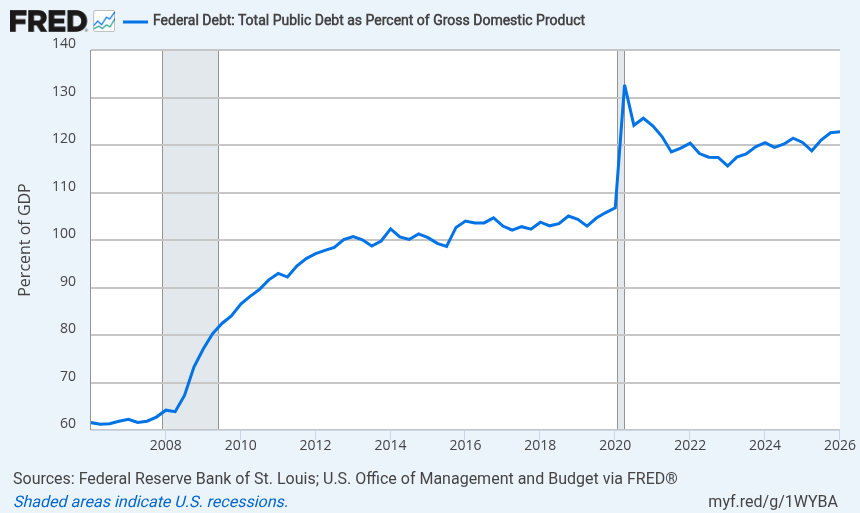 FRED
Federal Debt: Total Public Debt as Percent of Gross Domestic Product
140
130
120
110
100
90
80
70
60
Percent of GDP
2008 2010 2012 2014 2016 2018 2020 2022 2024 2026
Sources: Federal Reserve Bank of St. Louis; U.S. Office of Management and Budget via FRED®
Shaded areas indicate U.S. recessions.
myf.red/g/1WYBA